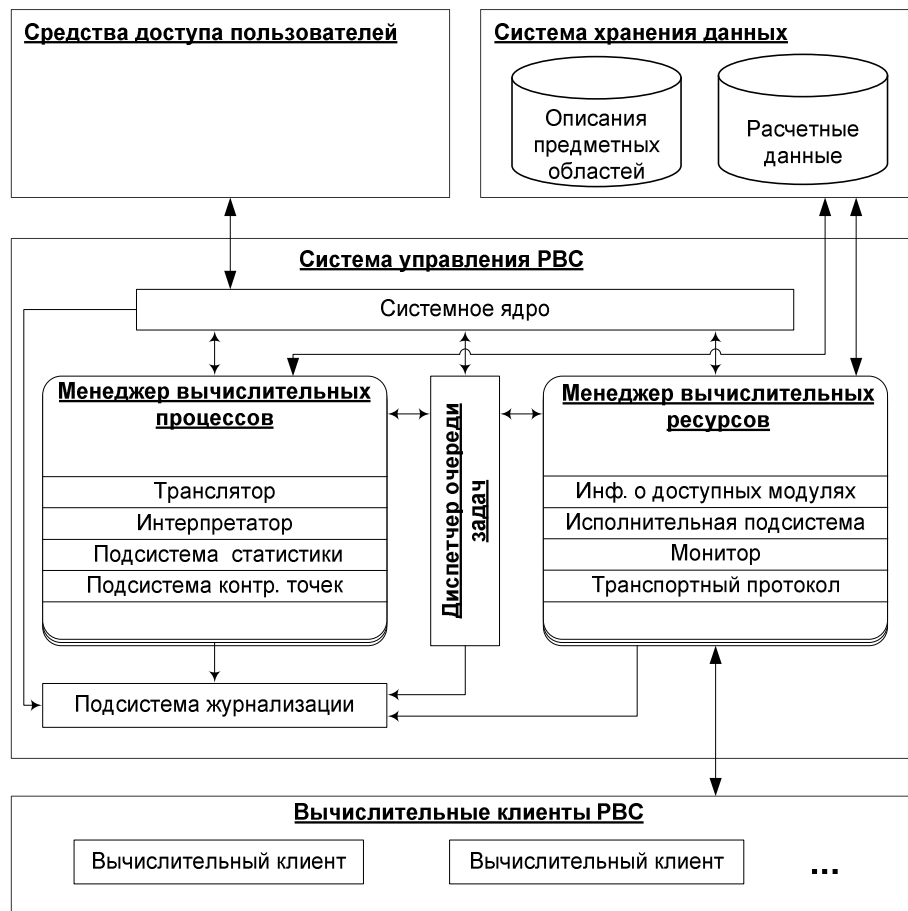 Средства доступа пользователей
Система хранения данных
Описания
предметных
областей
Расчетные
данные
Система управления РВС
Системное ядро
Менеджер вычислительных
процессов
Транслятор
Интерпретатор
Подсистема статистики
Подсистема контр. точек
Диспетчер очереди
задач
Менеджер вычислительных
ресурсов
Инф. о доступных модулях
Исполнительная подсистема
Монитор
Транспортный протокол
Подсистема журнализации
Вычислительные клиенты РВС
Вычислительный клиент
Вычислительный клиент
...